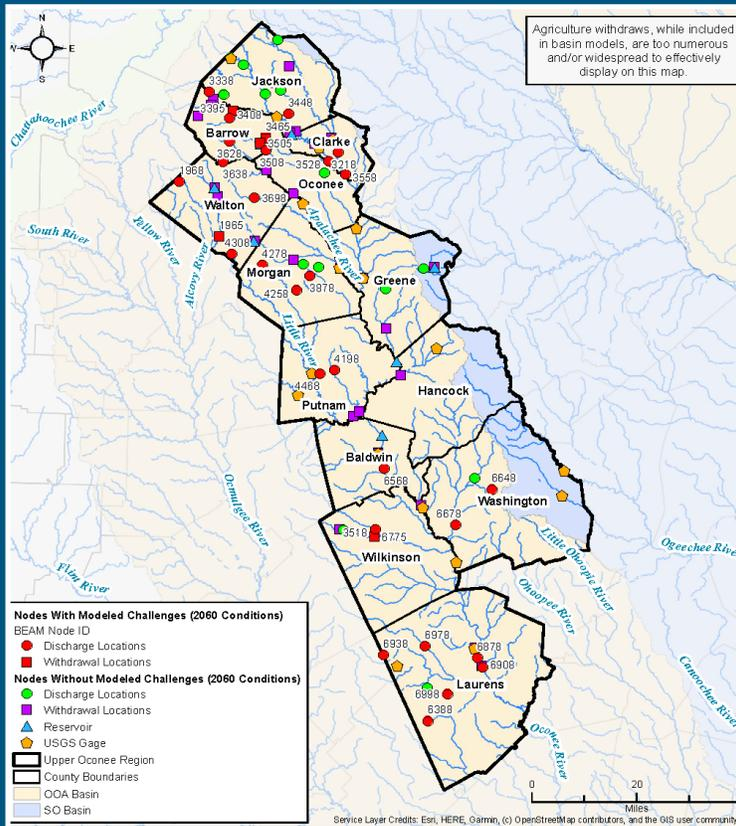 N
W
E
S
Agriculture withdraws, while included
in basin models, are too numerous
and/or widespread to effectively
display on this map.
Jackson
3338
3395
3408
3448
Chattahoochee River
Barrow
3465
3505
Clarke
3628
3508
3528
3218
3558
1968
3638
Oconee
Walton
3698
Apalachee River
South River
Yellow River
Alcovy River
1965
4308
4278
Morgan
4258
3878
Greene
Little River
4198
4468
Putnam
Hancock
Baldwin
6568
6648
Washington
6678
Ocmulgee River
3518
6775
Wilkinson
Little Ohoopie River
Ogeechee River
Flint River
Ohoopee River
Nodes With Modeled Challenges (2060 Conditions)
BEAM Node ID
Discharge Locations
Withdrawal Locations
Nodes Without Modeled Challenges (2060 Conditions)
Discharge Locations
Withdrawal Locations
Reservoir
USGS Gage
Upper Oconee Region
County Boundaries
OOA Basin
SO Basin
6938
6978
6878
6908
Laurens
6998
6388
Canoochee River
Oconee River
0 20
Miles
Service Layer Credits: Esri, HERE, Garmin, (c) OpenStreetMap contributors, and the GIS user community